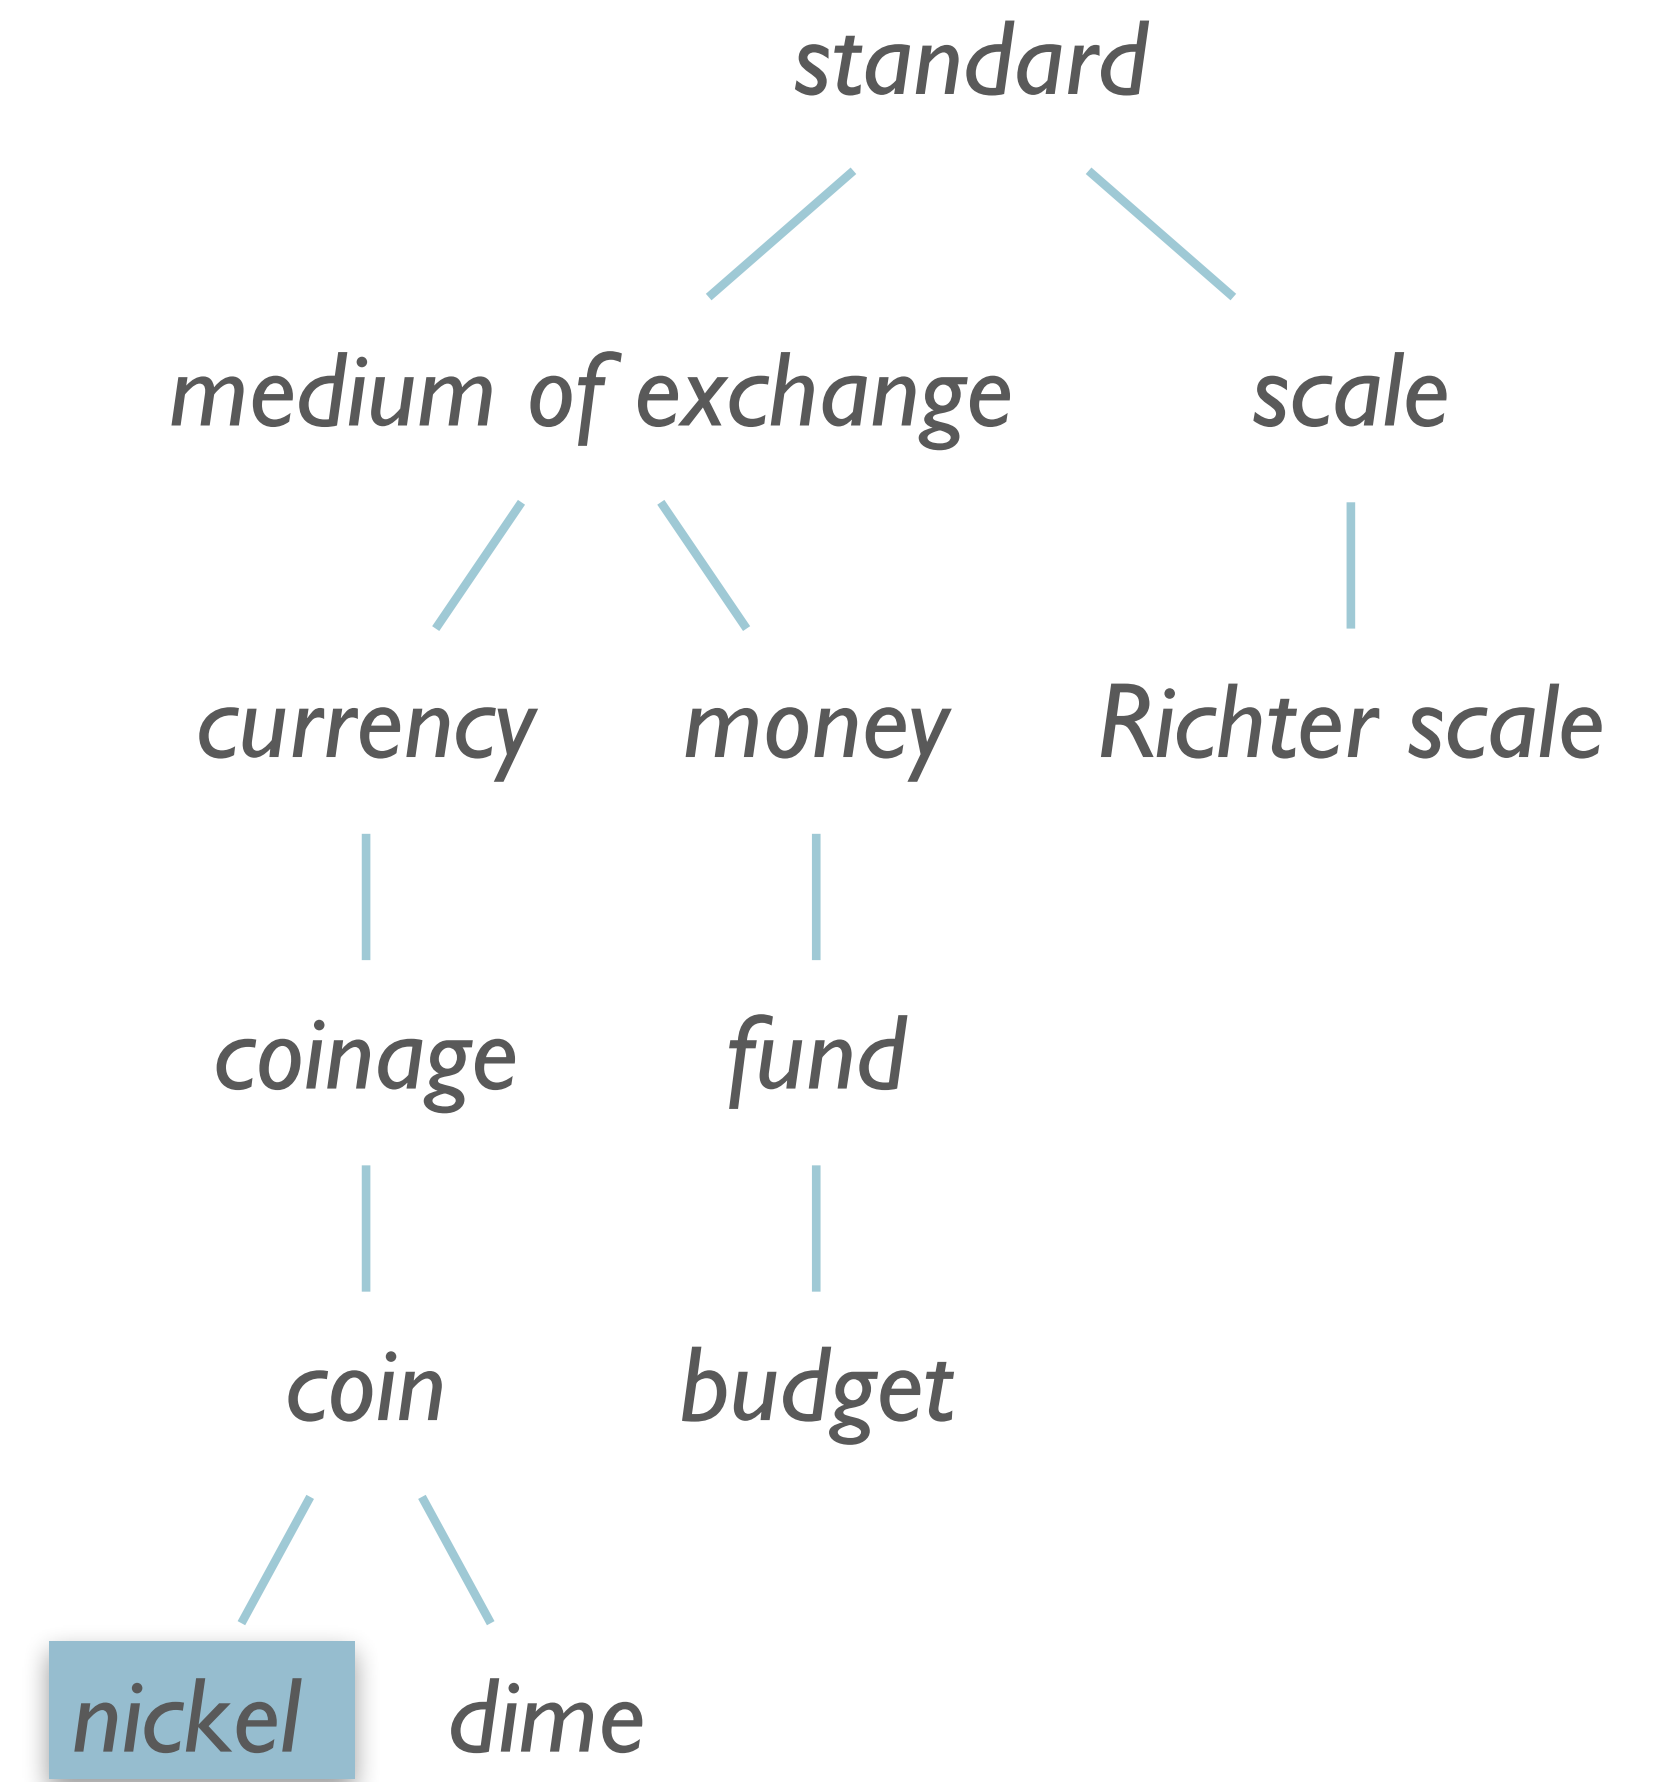 standard
medium of exchange
scale
currency
money
Richter scale
coinage
fund
coin
budget
nickel
dime